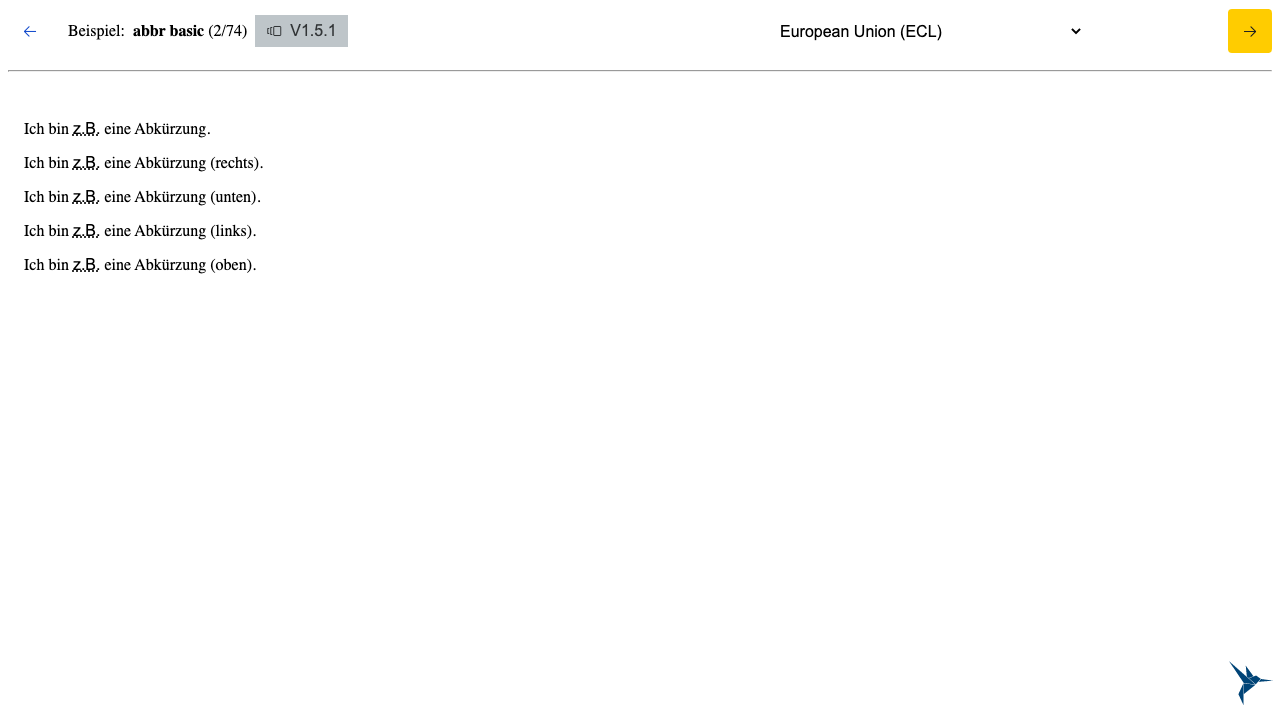 Beispiel: abbr basic (2/74) V1.5.1 European Union (ECL)
Ich bin z.B. eine Abkürzung.
Ich bin z.B. eine Abkürzung (rechts).
Ich bin z.B. eine Abkürzung (unten).
Ich bin z.B. eine Abkürzung (links).
Ich bin z.B. eine Abkürzung (oben).